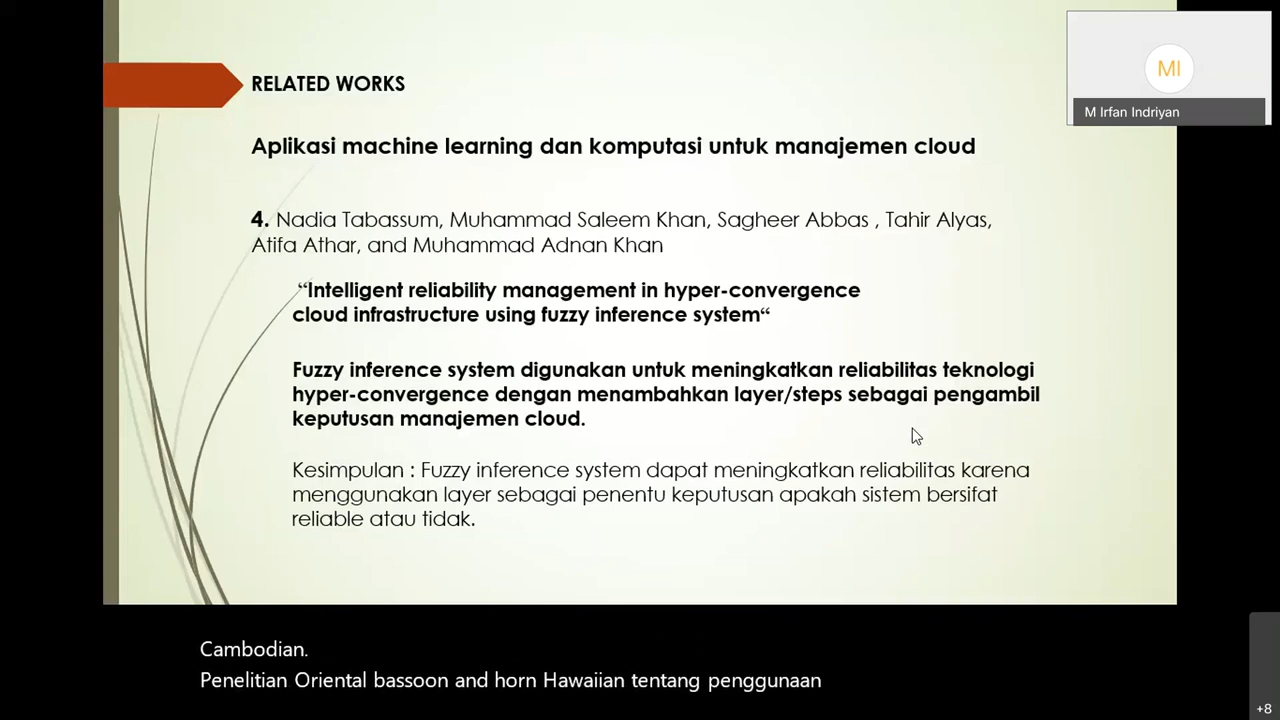 RELATED WORKS
MI
M Irfan Indriyan
Aplikasi machine learning dan komputasi untuk manajemen cloud
4. Nadia Tabassum, Muhammad Saleem Khan, Sagheer Abbas , Tahir Alyas,
Atifa Athar, and Muhammad Adnan Khan
“Intelligent reliability management in hyper-convergence
cloud infrastructure using fuzzy inference system“
Fuzzy inference system digunakan untuk meningkatkan reliabilitas teknologi
hyper-convergence dengan menambahkan layer/steps sebagai pengambil
keputusan manajemen cloud.
Kesimpulan : Fuzzy inference system dapat meningkatkan reliabilitas karena
menggunakan layer sebagai penentu keputusan apakah sistem bersifat
reliable atau tidak.
Cambodian.
Penelitian Oriental bassoon and horn Hawaiian tentang penggunaan
+8